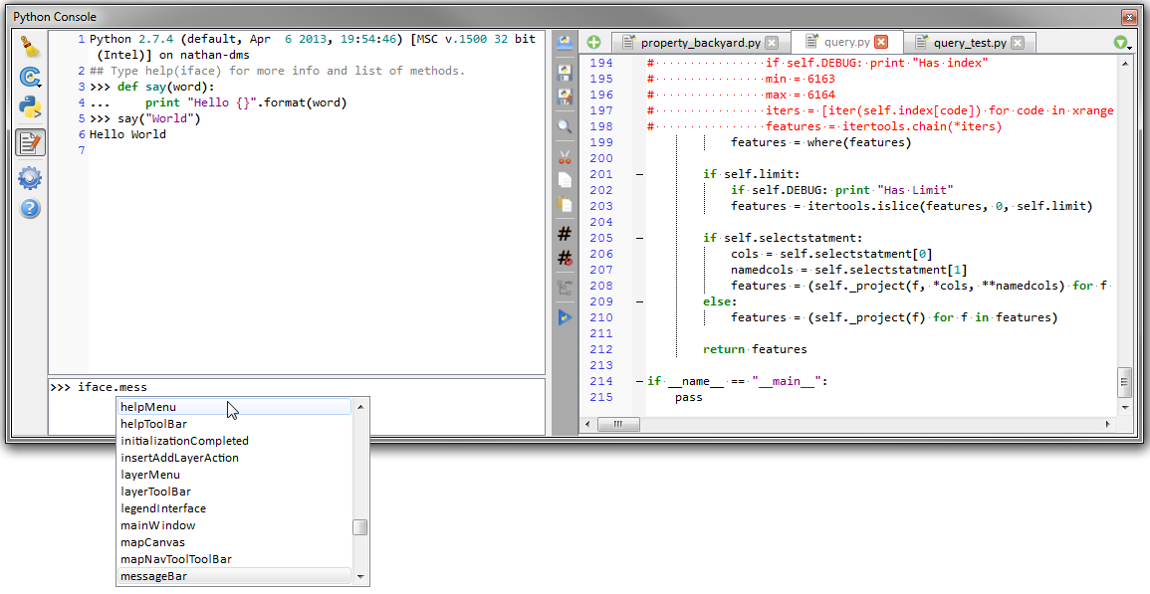 Python Console
1 Python 2.7.4 (default, Apr  6 2013, 19:54:46) [MSC v.1500 32 bit
(Intel)] on nathan-dms
2 ## Type help(iface) for more info and list of methods.
3 >>> def say(word):
4 ...     print "Hello {}".format(word)
5 >>> say("World")
6 Hello World
7
>>> iface.mess
helpMenu
helpToolBar
initializationCompleted
insertAddLayerAction
layerMenu
layerToolBar
legendInterface
mainWindow
mapCanvas
mapNavToolToolBar
messageBar
property_backyard.py
query.py
query_test.py
194 #               if self.DEBUG: print "Has index"
195 #               min = 6163
196 #               max = 6164
197 #               iters = [iter(self.index[code]) for code in xrange
198 #               features = itertools.chain(*iters)
199             features = where(features)
200
201         if self.limit:
202             if self.DEBUG: print "Has Limit"
203             features = itertools.islice(features, 0, self.limit)
204
205         if self.selectstatment:
206             cols = self.selectstatment[0]
207             namedcols = self.selectstatment[1]
208             features = (self._project(f, *cols, **namedcols) for f
209         else:
210             features = (self._project(f) for f in features)
211
212         return features
213
214 if __name__ == "__main__":
215     pass